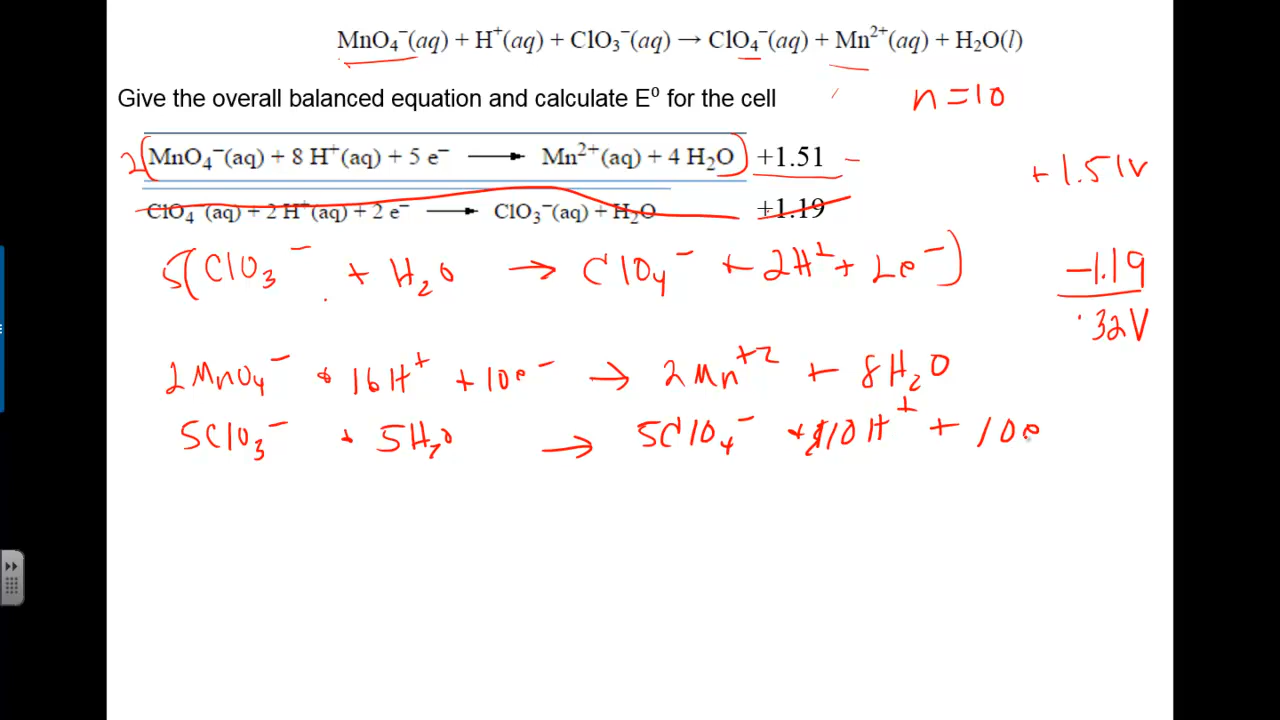 MnO₄⁻(aq) + H⁺(aq) + ClO₃⁻(aq) → ClO₄⁻(aq) + Mn²⁺(aq) + H₂O(l)
Give the overall balanced equation and calculate E⁰ for the cell
n = 10
2(MnO₄⁻(aq) + 8 H⁺(aq) + 5 e⁻ ⟶ Mn²⁺(aq) + 4 H₂O) +1.51
+1.51V
ClO₄⁻(aq) + 2 H⁺(aq) + 2 e⁻ ⟶ ClO₃⁻(aq) + H₂O +1.19
5(ClO₃⁻ + H₂O → ClO₄⁻ + 2H⁺ + 2e⁻)
-1.19
.32V
2MnO₄⁻ + 16H⁺ + 10e⁻ → 2Mn⁺² + 8H₂O
5ClO₃⁻ + 5H₂O → 5ClO₄⁻ + 10H⁺ + 10e